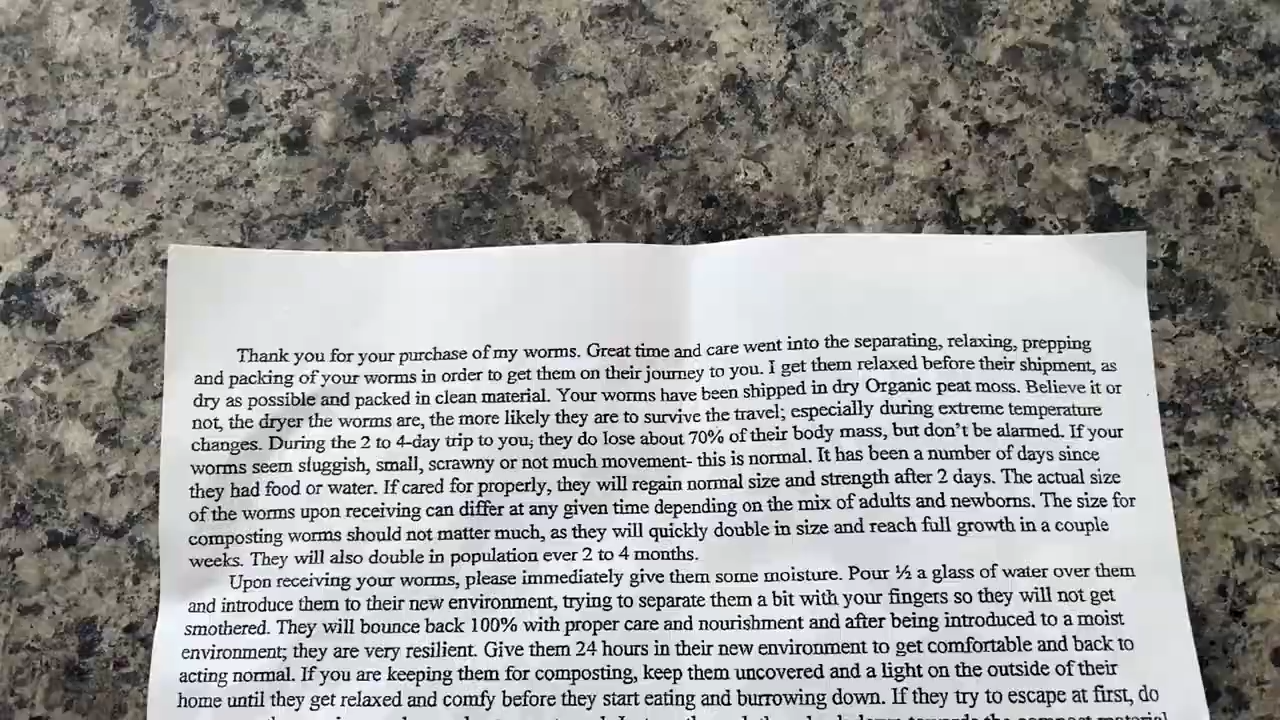 Thank you for your purchase of my worms. Great time and care went into the separating, relaxing, prepping
and packing of your worms in order to get them on their journey to you. I get them relaxed before their shipment, as
dry as possible and packed in clean material. Your worms have been shipped in dry Organic peat moss. Believe it or
not, the dryer the worms are, the more likely they are to survive the travel; especially during extreme temperature
changes. During the 2 to 4-day trip to you; they do lose about 70% of their body mass, but don't be alarmed. If your
worms seem sluggish, small, scrawny or not much movement- this is normal. It has been a number of days since
they had food or water. If cared for properly, they will regain normal size and strength after 2 days. The actual size
of the worms upon receiving can differ at any given time depending on the mix of adults and newborns. The size for
composting worms should not matter much, as they will quickly double in size and reach full growth in a couple
weeks. They will also double in population ever 2 to 4 months.
Upon receiving your worms, please immediately give them some moisture. Pour ½ a glass of water over them
and introduce them to their new environment, trying to separate them a bit with your fingers so they will not get
smothered. They will bounce back 100% with proper care and nourishment and after being introduced to a moist
environment; they are very resilient. Give them 24 hours in their new environment to get comfortable and back to
acting normal. If you are keeping them for composting, keep them uncovered and a light on the outside of their
home until they get relaxed and comfy before they start eating and burrowing down. If they try to escape at first, do